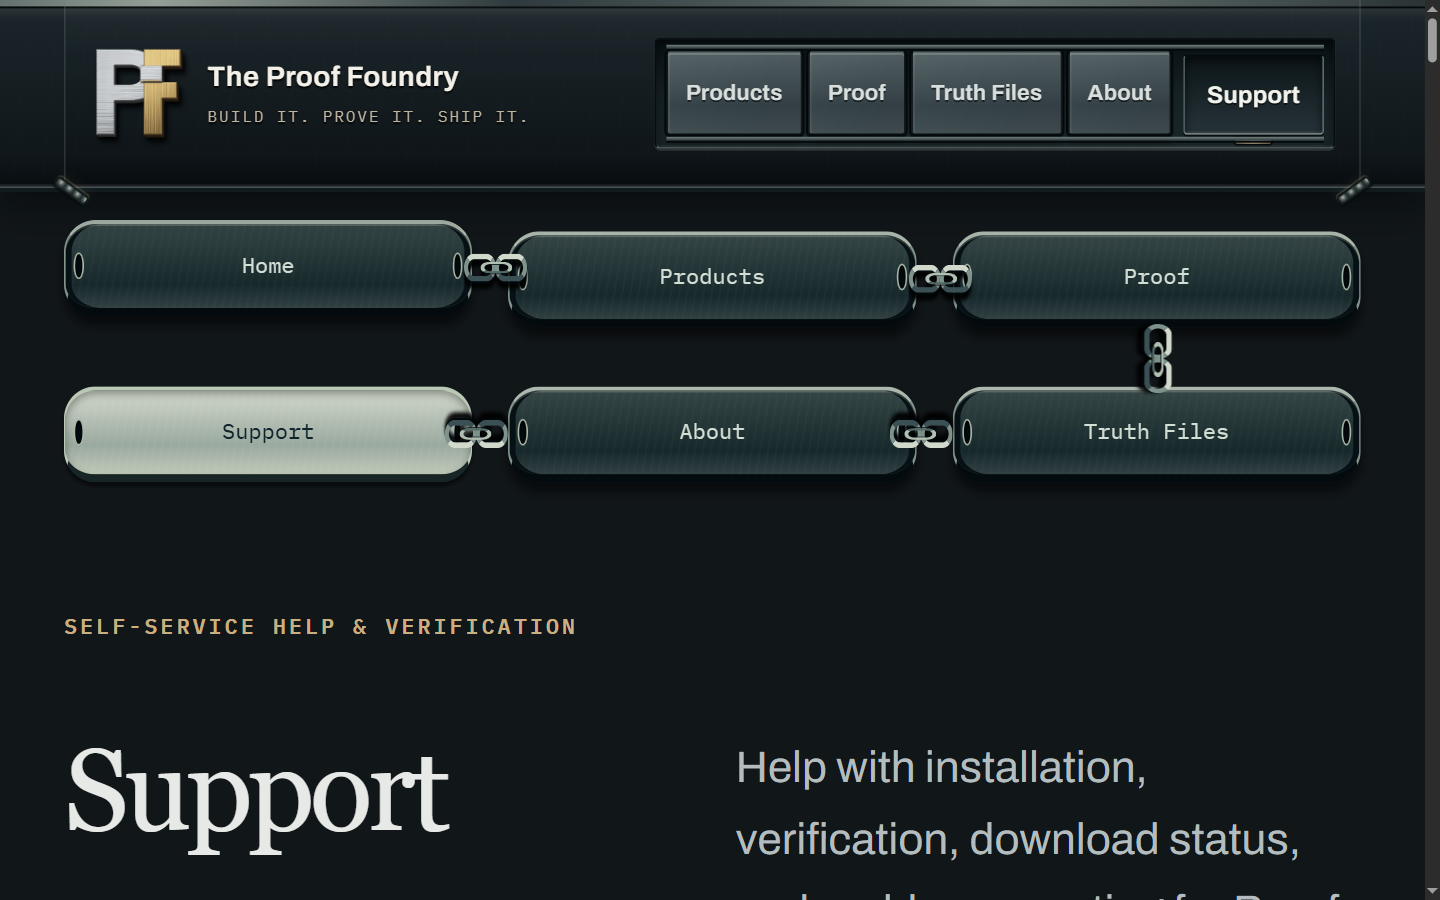 PF
The Proof Foundry
BUILD IT. PROVE IT. SHIP IT.
Products
Proof
Truth Files
About
Support
Home
Products
Proof
Support
About
Truth Files
SELF-SERVICE HELP & VERIFICATION
Support
Help with installation,
verification, download status,